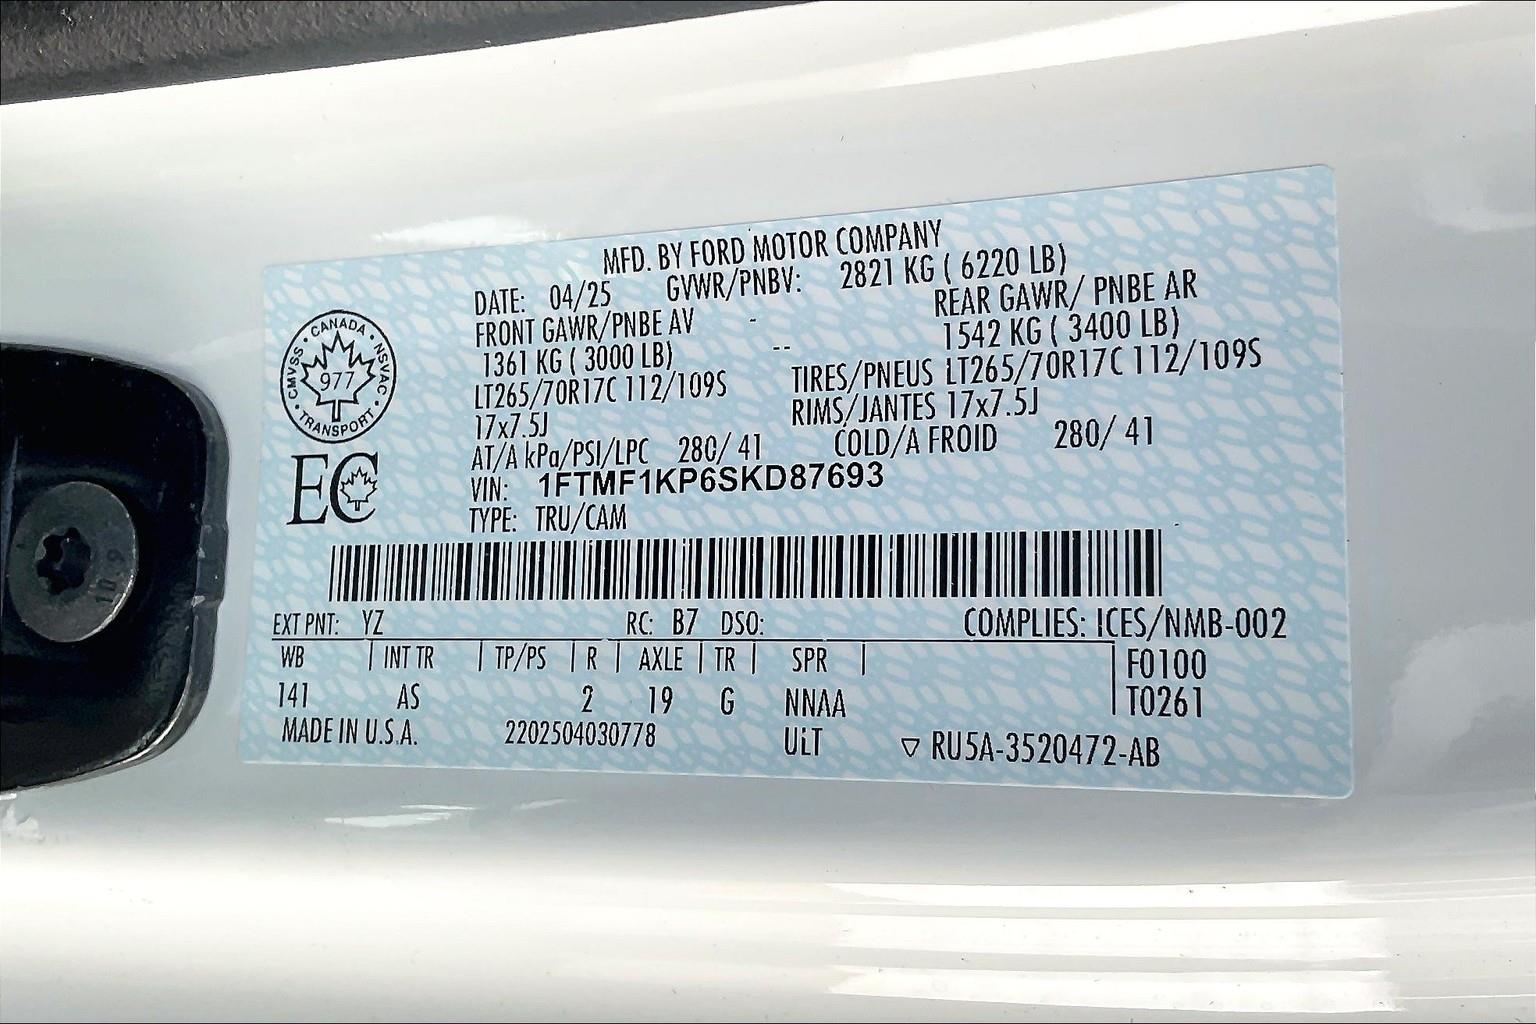 MFD. BY FORD MOTOR COMPANY
DATE: 04/25 GVWR/PNBV: 2821 KG ( 6220 LB)
FRONT GAWR/PNBE AV - REAR GAWR/ PNBE AR
1361 KG ( 3000 LB) -- 1542 KG ( 3400 LB)
LT265/70R17C 112/109S TIRES/PNEUS LT265/70R17C 112/109S
17x7.5J RIMS/JANTES 17x7.5J
AT/A kPa/PSI/LPC 280/ 41 COLD/A FROID 280/ 41
VIN: 1FTMF1KP6SKD87693
TYPE: TRU/CAM
CANADA
CMVSS
NSVAC
977
TRANSPORT
EC
EXT PNT: YZ RC: B7 DSO: COMPLIES: ICES/NMB-002
WB | INT TR | TP/PS | R | AXLE | TR | SPR | F0100
141 AS 2 19 G NNAA T0261
MADE IN U.S.A. 2202504030778 ULT ▽ RU5A-3520472-AB